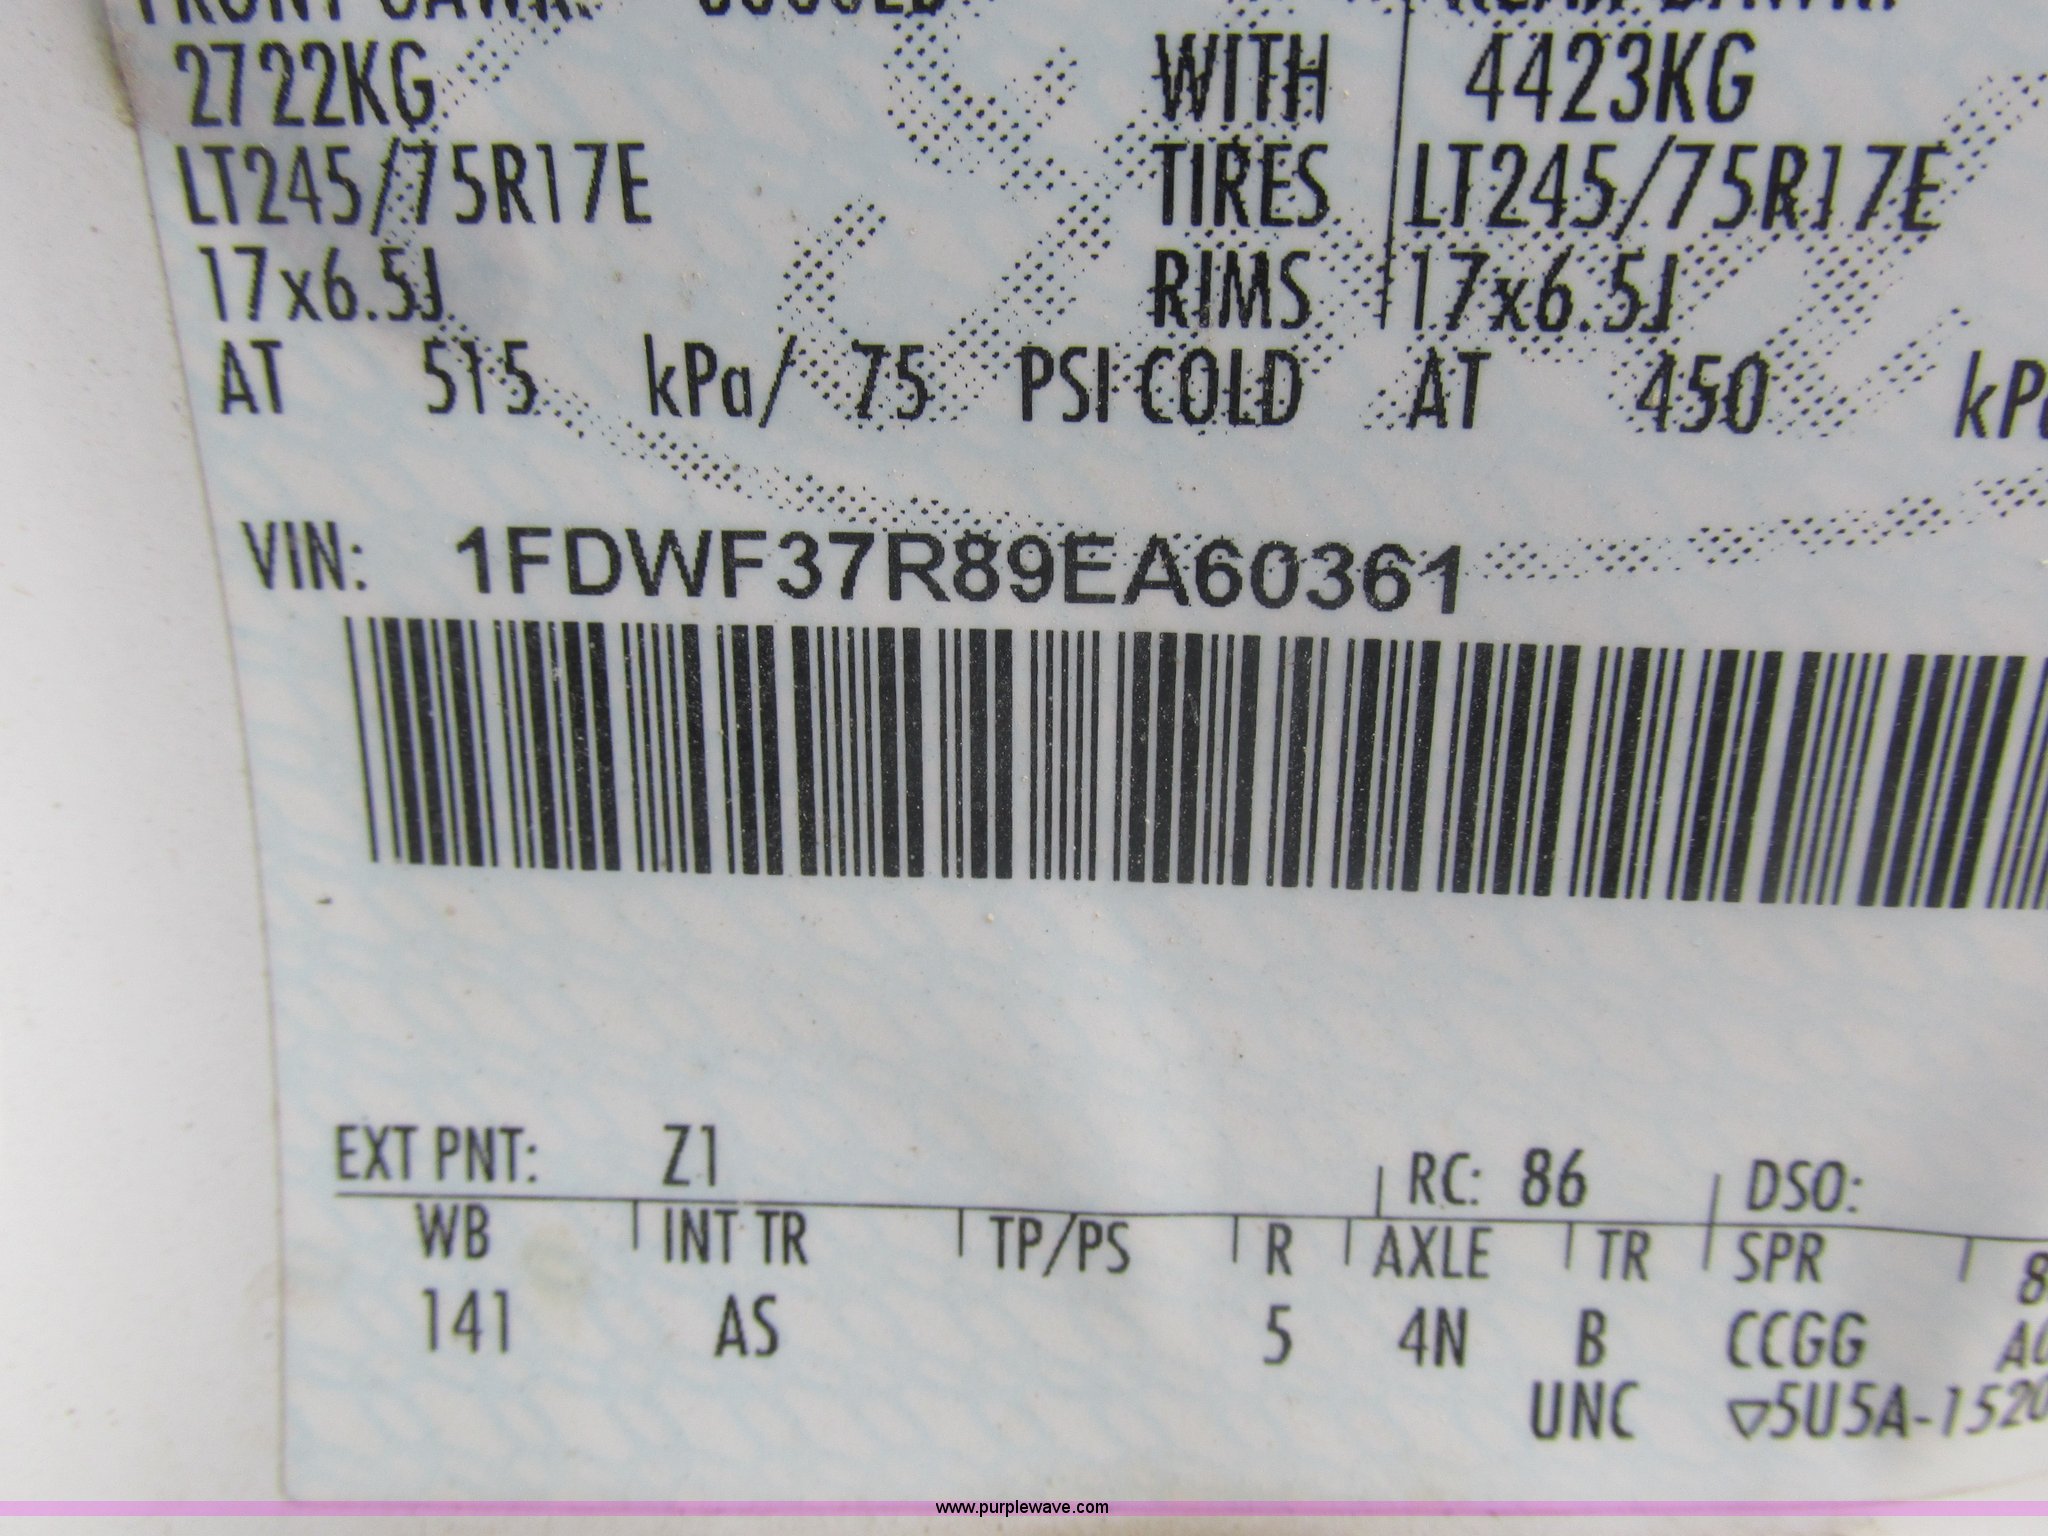 2722KG WITH 4423KG
LT245/75R17E TIRES LT245/75R17E
17x6.5J RIMS 17x6.5J
AT 515 kPa/ 75 PSI COLD AT 450
VIN: 1FDWF37R89EA60361
EXT PNT: Z1 RC: 86 DSO:
WB INT TR TP/PS R AXLE TR SPR
141 AS 5 4N B CCGG
UNC ▽5U5A-1520
www.purplewave.com